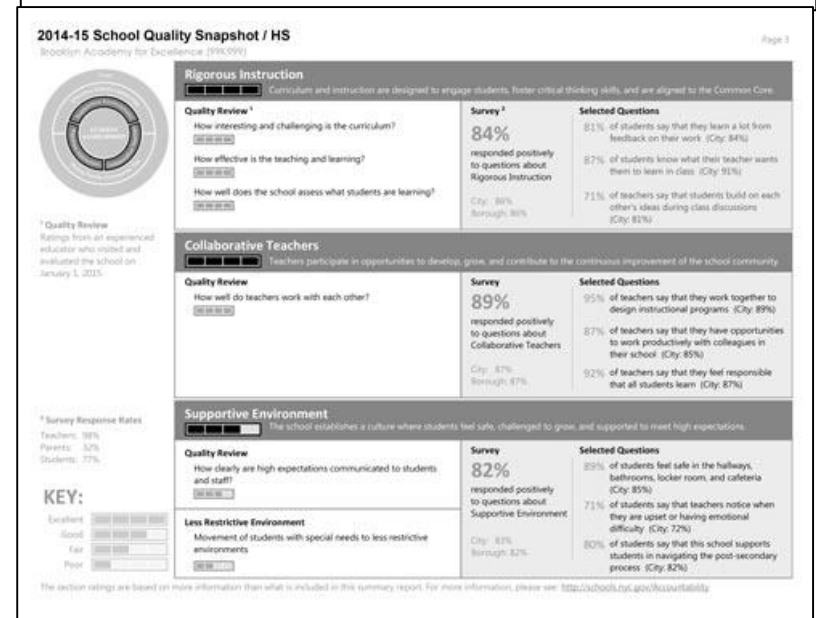 2014-15 School Quality Snapshot / HS
Page 3
Brooklyn Academy for Excellence (99K999)
Rigorous Instruction
Curriculum and instruction are designed to engage students, foster critical thinking skills, and are aligned to the Common Core.
Quality Review 1
How interesting and challenging is the curriculum?
How effective is the teaching and learning?
How well does the school assess what students are learning?
Survey 2
84%
responded positively
to questions about
Rigorous Instruction
City: 86%
Borough: 86%
Selected Questions
81% of students say that they learn a lot from
feedback on their work (City: 84%)
87% of students know what their teacher wants
them to learn in class (City: 91%)
71% of teachers say that students build on each
other's ideas during class discussions
(City: 81%)
1 Quality Review
Ratings from an experienced
educator who visited and
evaluated the school on
January 1, 2015
Collaborative Teachers
Teachers participate in opportunities to develop, grow, and contribute to the continuous improvement of the school community.
Quality Review
How well do teachers work with each other?
Survey
89%
responded positively
to questions about
Collaborative Teachers
City: 87%
Borough: 87%
Selected Questions
95% of teachers say that they work together to
design instructional programs (City: 89%)
87% of teachers say that they have opportunities
to work productively with colleagues in
their school (City: 85%)
92% of teachers say that they feel responsible
that all students learn (City: 87%)
2 Survey Response Rates
Teachers: 98%
Parents: 52%
Students: 77%
KEY:
Excellent
Good
Fair
Poor
Supportive Environment
The school establishes a culture where students feel safe, challenged to grow, and supported to meet high expectations.
Quality Review
How clearly are high expectations communicated to students
and staff?
Less Restrictive Environment
Movement of students with special needs to less restrictive
environments
Survey
82%
responded positively
to questions about
Supportive Environment
City: 83%
Borough: 82%
Selected Questions
89% of students feel safe in the hallways,
bathrooms, locker room, and cafeteria
(City: 85%)
71% of students say that teachers notice when
they are upset or having emotional
difficulty (City: 72%)
80% of students say that this school supports
students in navigating the post-secondary
process (City: 82%)
The section ratings are based on more information than what is included in this summary report. For more information, please see: http://schools.nyc.gov/Accountability